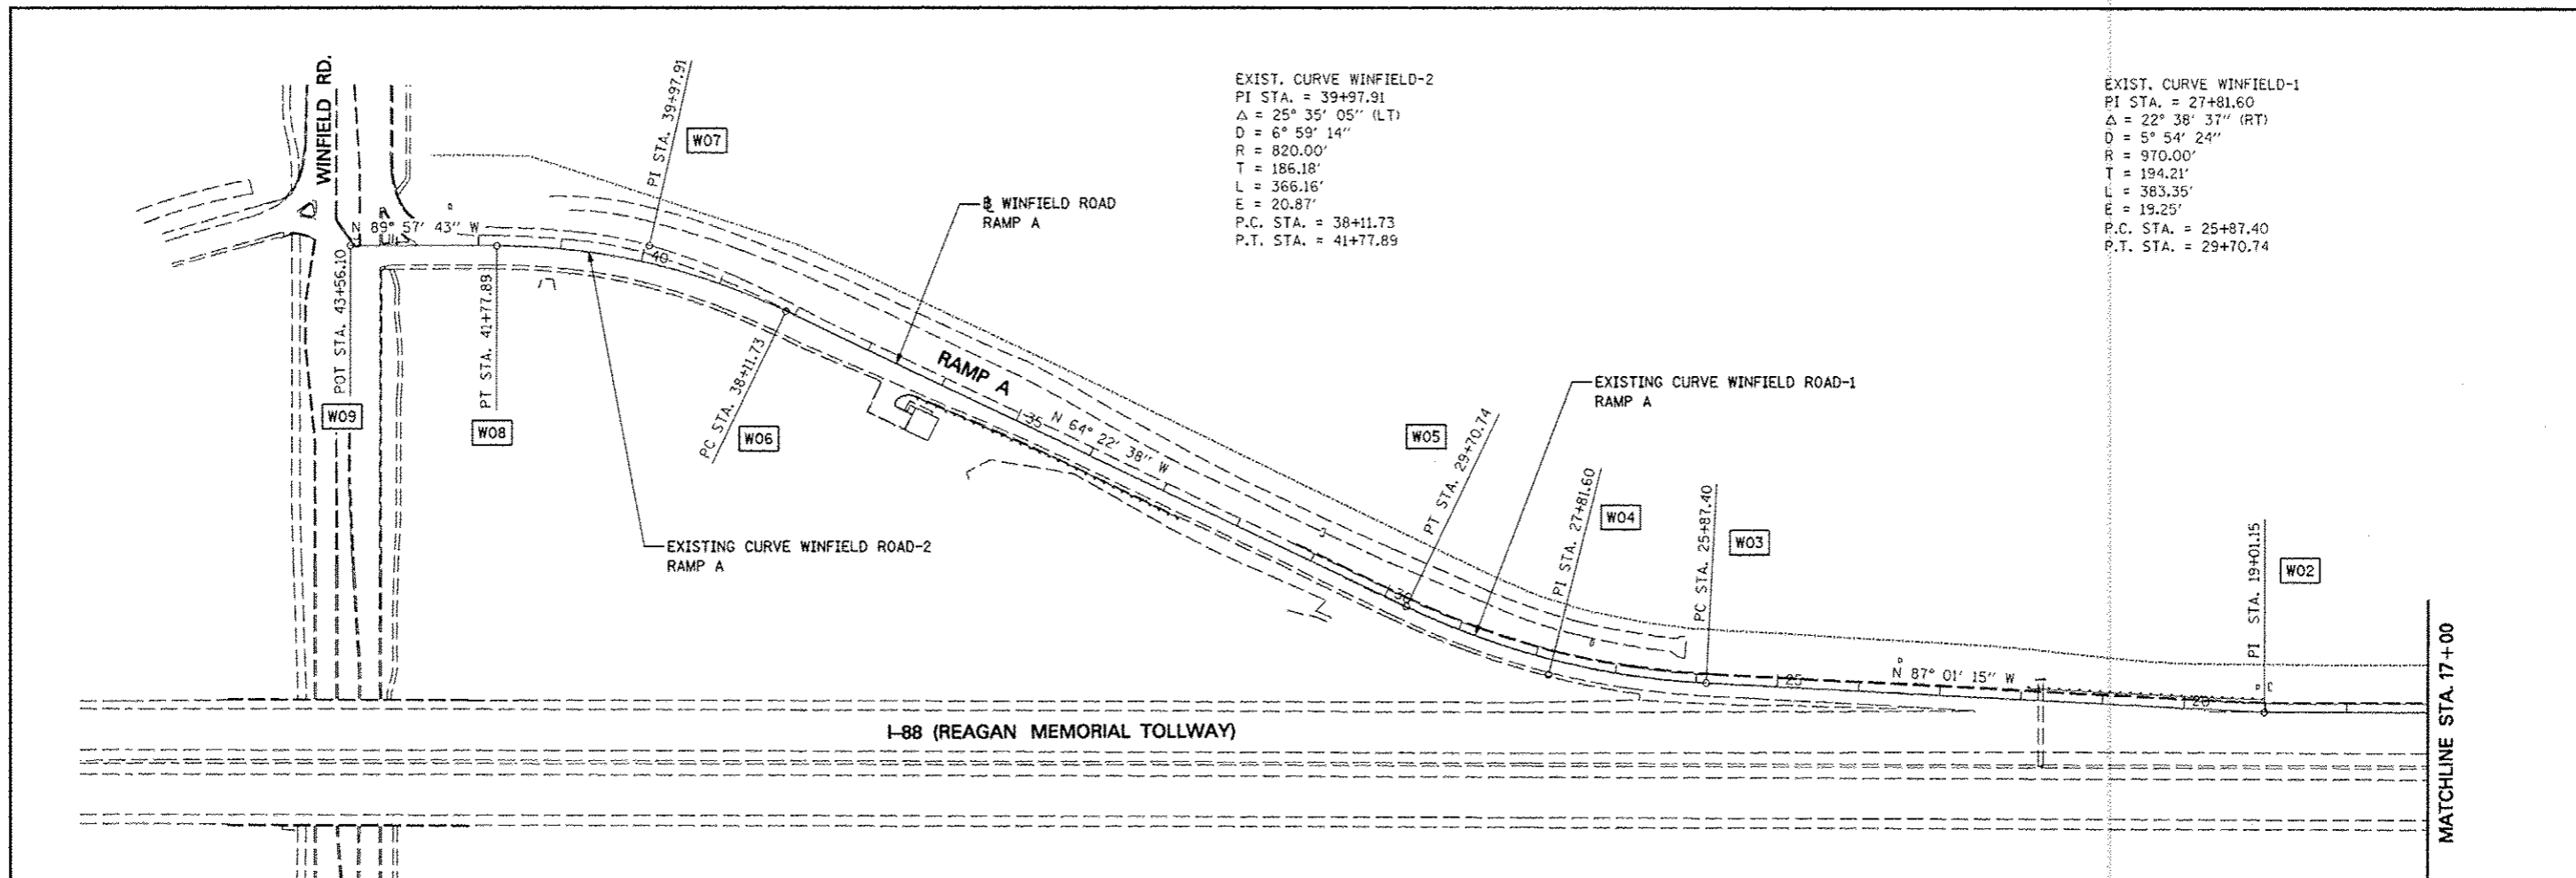 EXIST. CURVE WINFIELD-2
PI STA. = 39+97.91
Δ = 25° 35' 05" (LT)
D = 6° 59' 14"
R = 820.00'
T = 186.18'
L = 366.16'
E = 20.87'
P.C. STA. = 38+11.73
P.T. STA. = 41+77.89
EXIST. CURVE WINFIELD-1
PI STA. = 27+81.60
Δ = 22° 38' 37" (RT)
D = 5° 54' 24"
R = 970.00'
T = 194.21'
L = 383.35'
E = 19.25'
P.C. STA. = 25+87.40
P.T. STA. = 29+70.74
WINFIELD RD.
PI STA. 39+97.91
W07
℄ WINFIELD ROAD
RAMP A
N 89° 57' 43" W
40
POT STA. 43+56.10
W09
PT STA. 41+77.89
W08
PC STA. 38+11.73
W06
RAMP A
35
N 64° 22' 38" W
EXISTING CURVE WINFIELD ROAD-1
RAMP A
W05
PT STA. 29+70.74
30
PI STA. 27+81.60
W04
PC STA. 25+87.40
W03
EXISTING CURVE WINFIELD ROAD-2
RAMP A
PI STA. 19+01.15
W02
25
N 87° 01' 15" W
20
I-88 (REAGAN MEMORIAL TOLLWAY)
MATCHLINE STA. 17+00